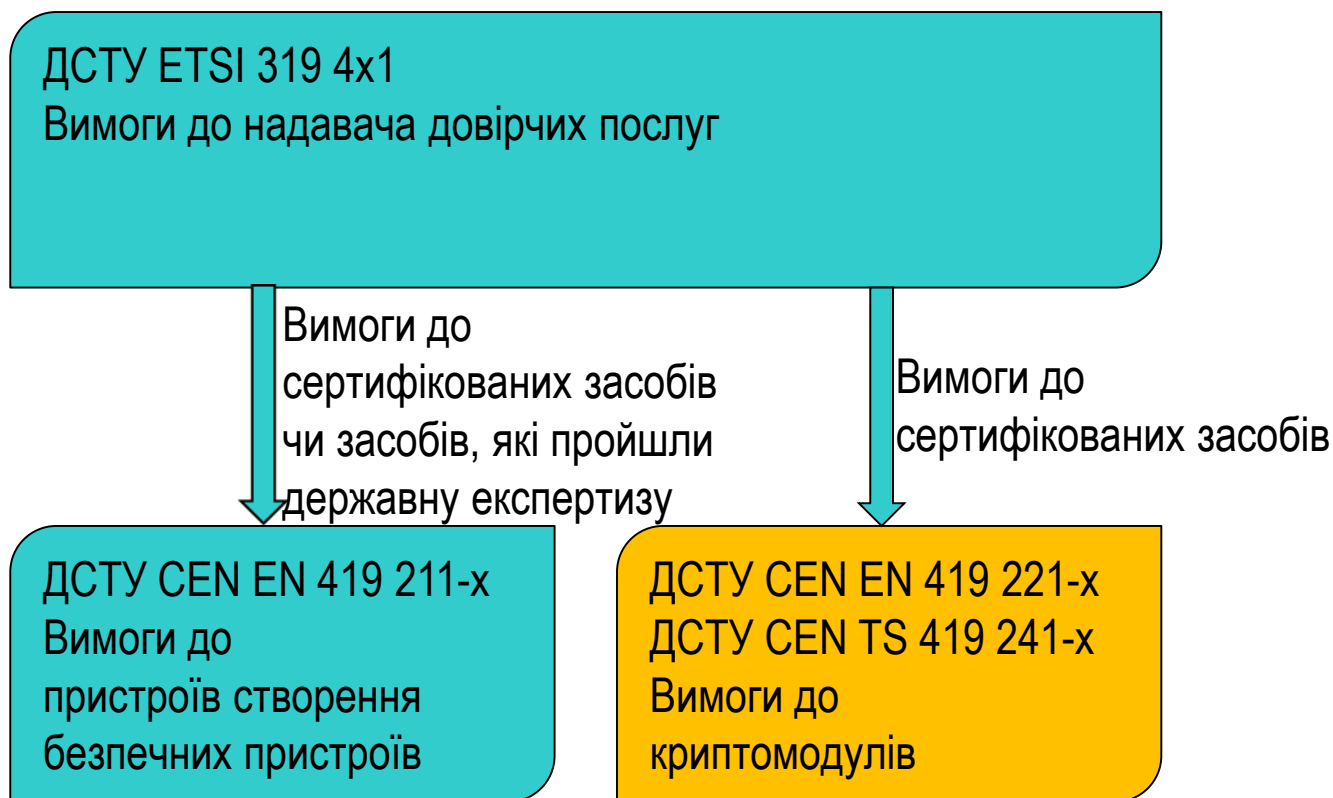 ДСТУ ETSI 319 4x1
Вимоги до надавача довірчих послуг
Вимоги до
сертифікованих засобів
чи засобів, які пройшли
державну експертизу
Вимоги до
сертифікованих засобів
ДСТУ CEN EN 419 211-x
Вимоги до
пристроїв створення
безпечних пристроїв
ДСТУ CEN EN 419 221-x
ДСТУ CEN TS 419 241-x
Вимоги до
криптомодулів